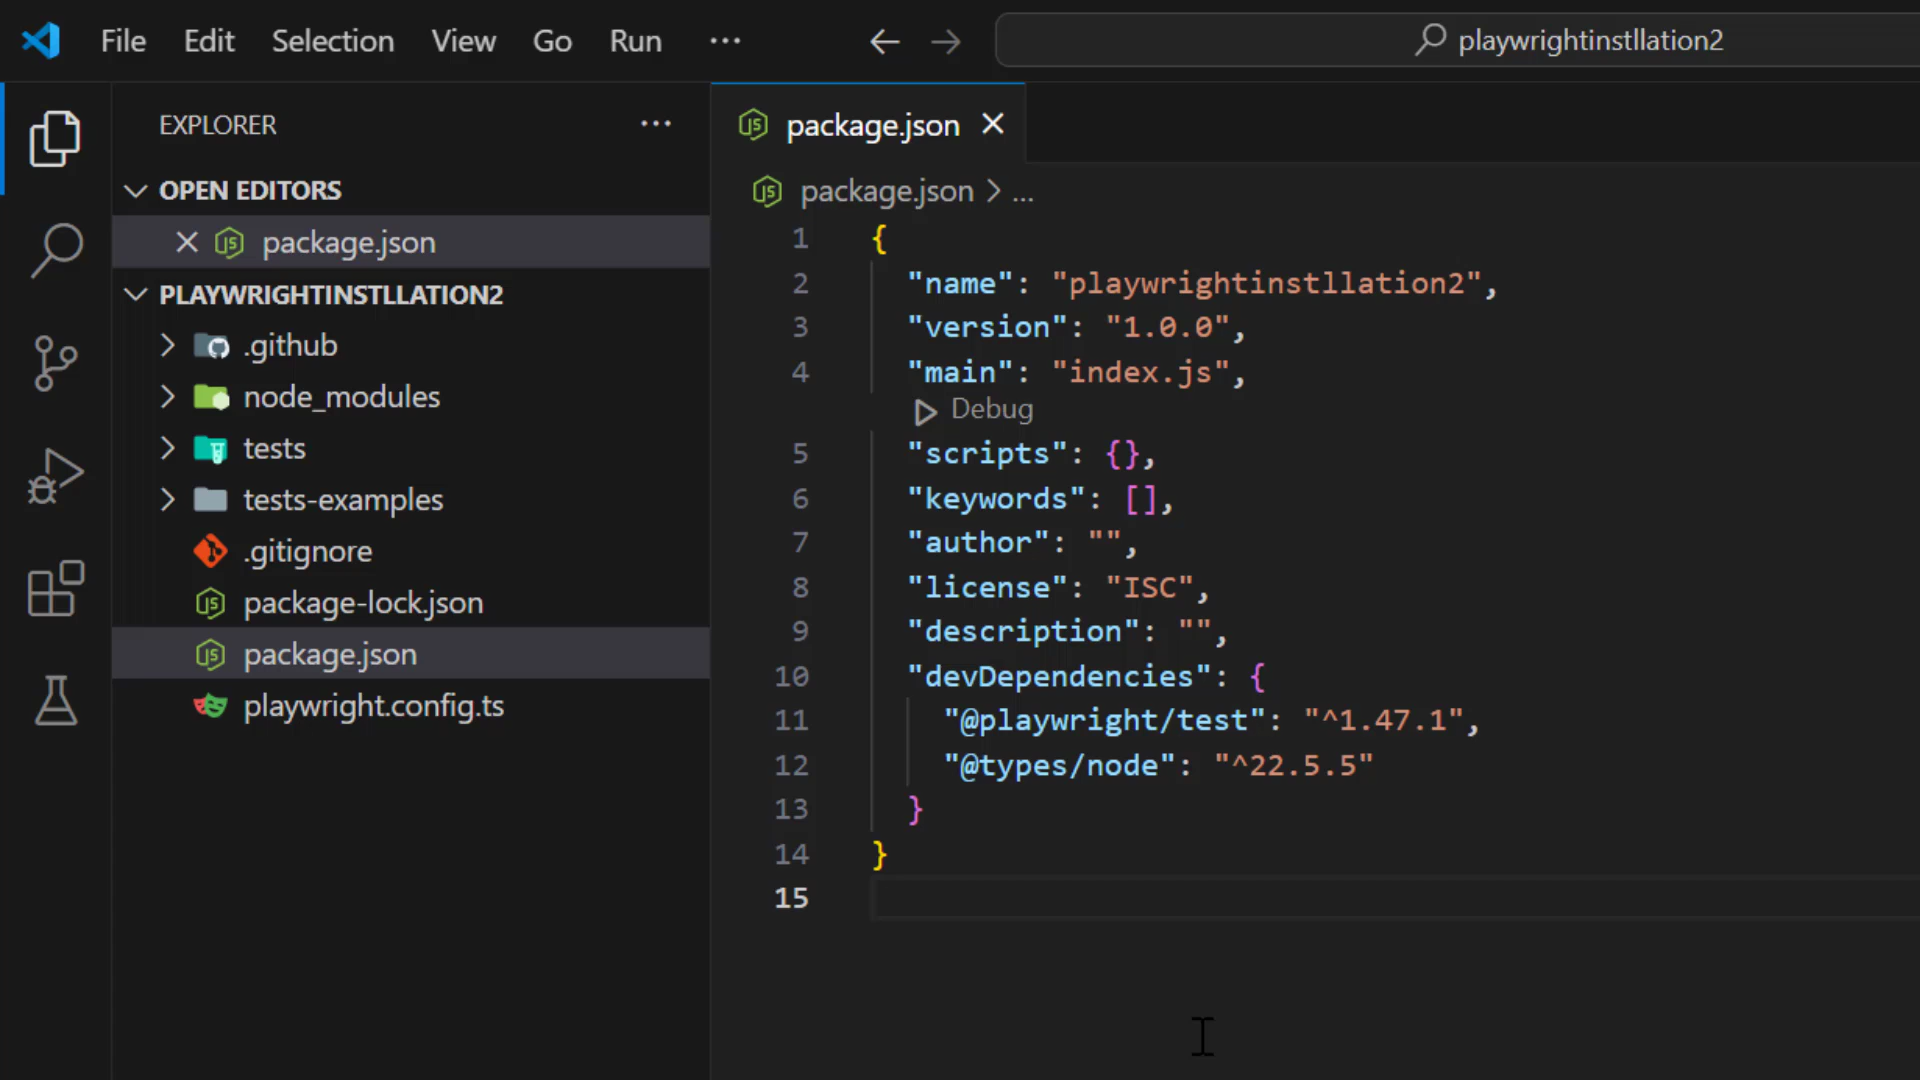 File Edit Selection View Go Run ... playwrightinstllation2
EXPLORER ...
OPEN EDITORS
package.json
PLAYWRIGHTINSTLLATION2
.github
node_modules
tests
tests-examples
.gitignore
package-lock.json
package.json
playwright.config.ts
package.json
package.json > ...
1 {
2 "name": "playwrightinstllation2",
3 "version": "1.0.0",
4 "main": "index.js",
Debug
5 "scripts": {},
6 "keywords": [],
7 "author": "",
8 "license": "ISC",
9 "description": "",
10 "devDependencies": {
11 "@playwright/test": "^1.47.1",
12 "@types/node": "^22.5.5"
13 }
14 }
15